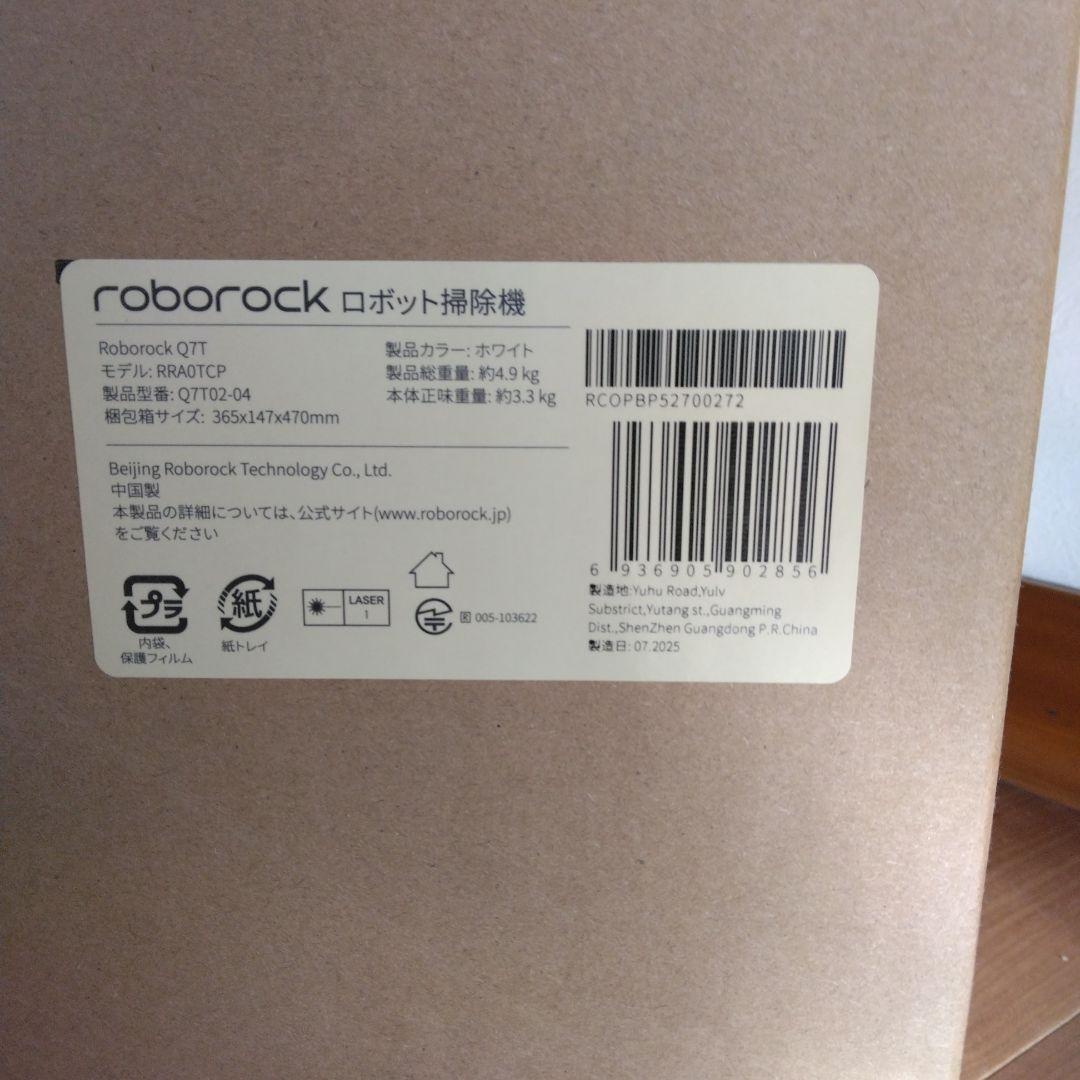 roborock ロボット掃除機
Roborock Q7T
モデル: RRA0TCP
製品型番: Q7T02-04
梱包箱サイズ: 365x147x470mm
製品カラー: ホワイト
製品総重量: 約4.9 kg
本体正味重量: 約3.3 kg
Beijing Roborock Technology Co., Ltd.
中国製
本製品の詳細については、公式サイト(www.roborock.jp)
をご覧ください
プラ
内袋、
保護フィルム
紙
紙トレイ
LASER
1
R 005-103622
RCOPBP52700272
6 936905 902856
製造地:Yuhu Road,Yulv
Substrict,Yutang st.,Guangming
Dist.,ShenZhen Guangdong P.R.China
製造日: 07.2025